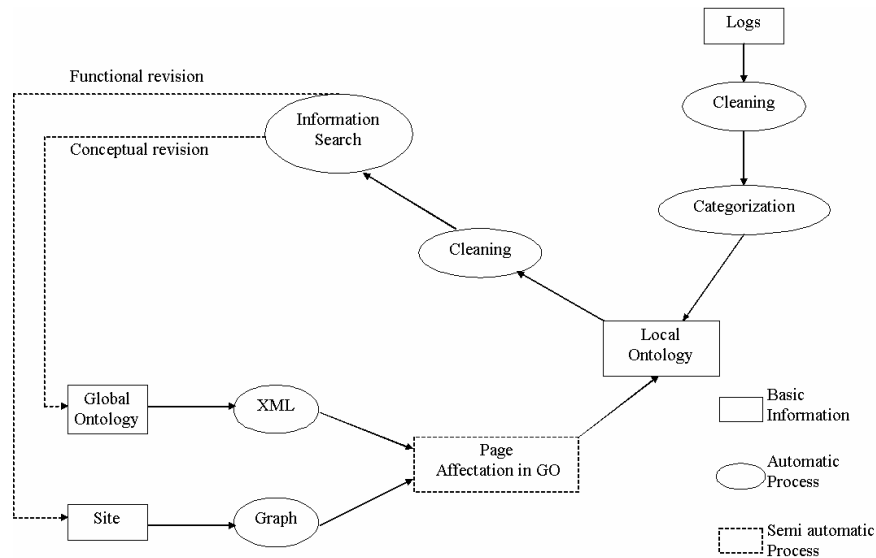 Logs
Functional revision
Cleaning
Information
Search
Conceptual revision
Categorization
Cleaning
Local
Ontology
Global
Ontology
XML
Basic
Information
Page
Affectation in GO
Automatic
Process
Site
Graph
Semi automatic
Process